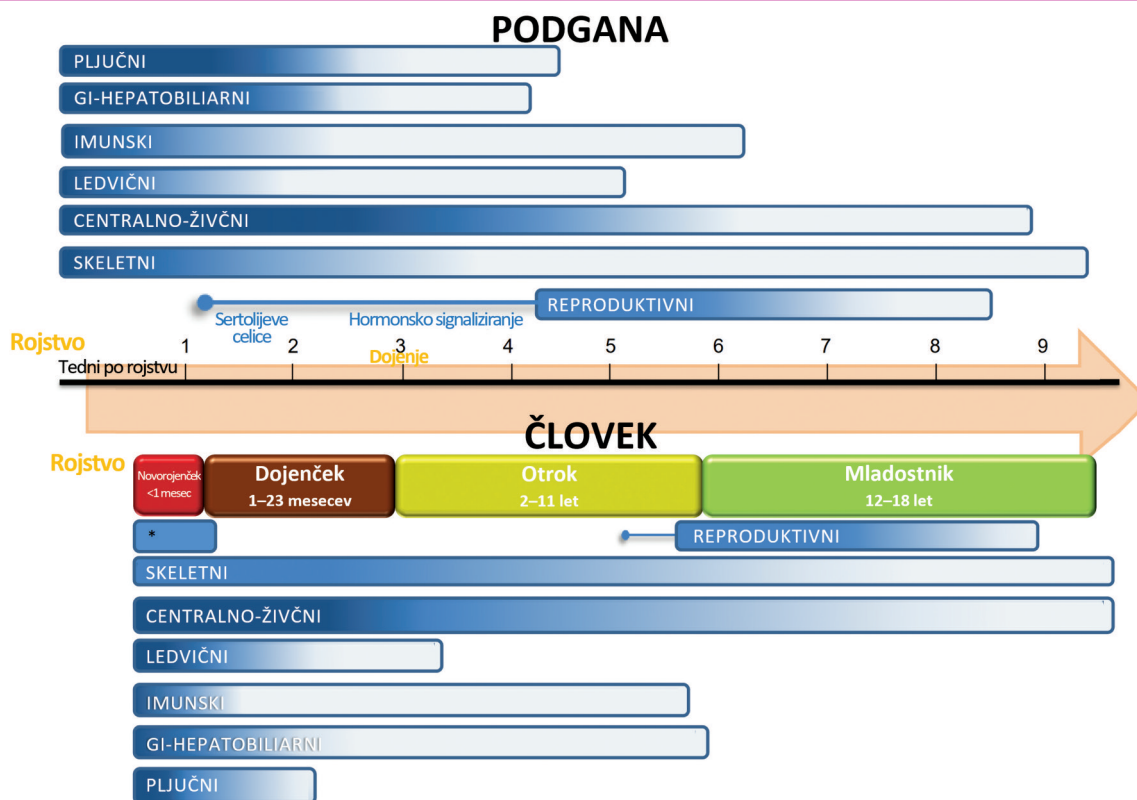 PODGANA
PLJUČNI
GI-HEPATOBILIARNI
IMUNSKI
LEDVIČNI
CENTRALNO-ŽIVČNI
SKELETNI
REPRODUKTIVNI
Sertolijeve
celice
Hormonsko signaliziranje
Rojstvo
1 2 3 4 5 6 7 8 9
Dojenje
Tedni po rojstvu
ČLOVEK
Rojstvo
Novorojenček
<1 mesec
Dojenček
1–23 mesecev
Otrok
2–11 let
Mladostnik
12–18 let
*
REPRODUKTIVNI
SKELETNI
CENTRALNO-ŽIVČNI
LEDVIČNI
IMUNSKI
GI-HEPATOBILIARNI
PLJUČNI